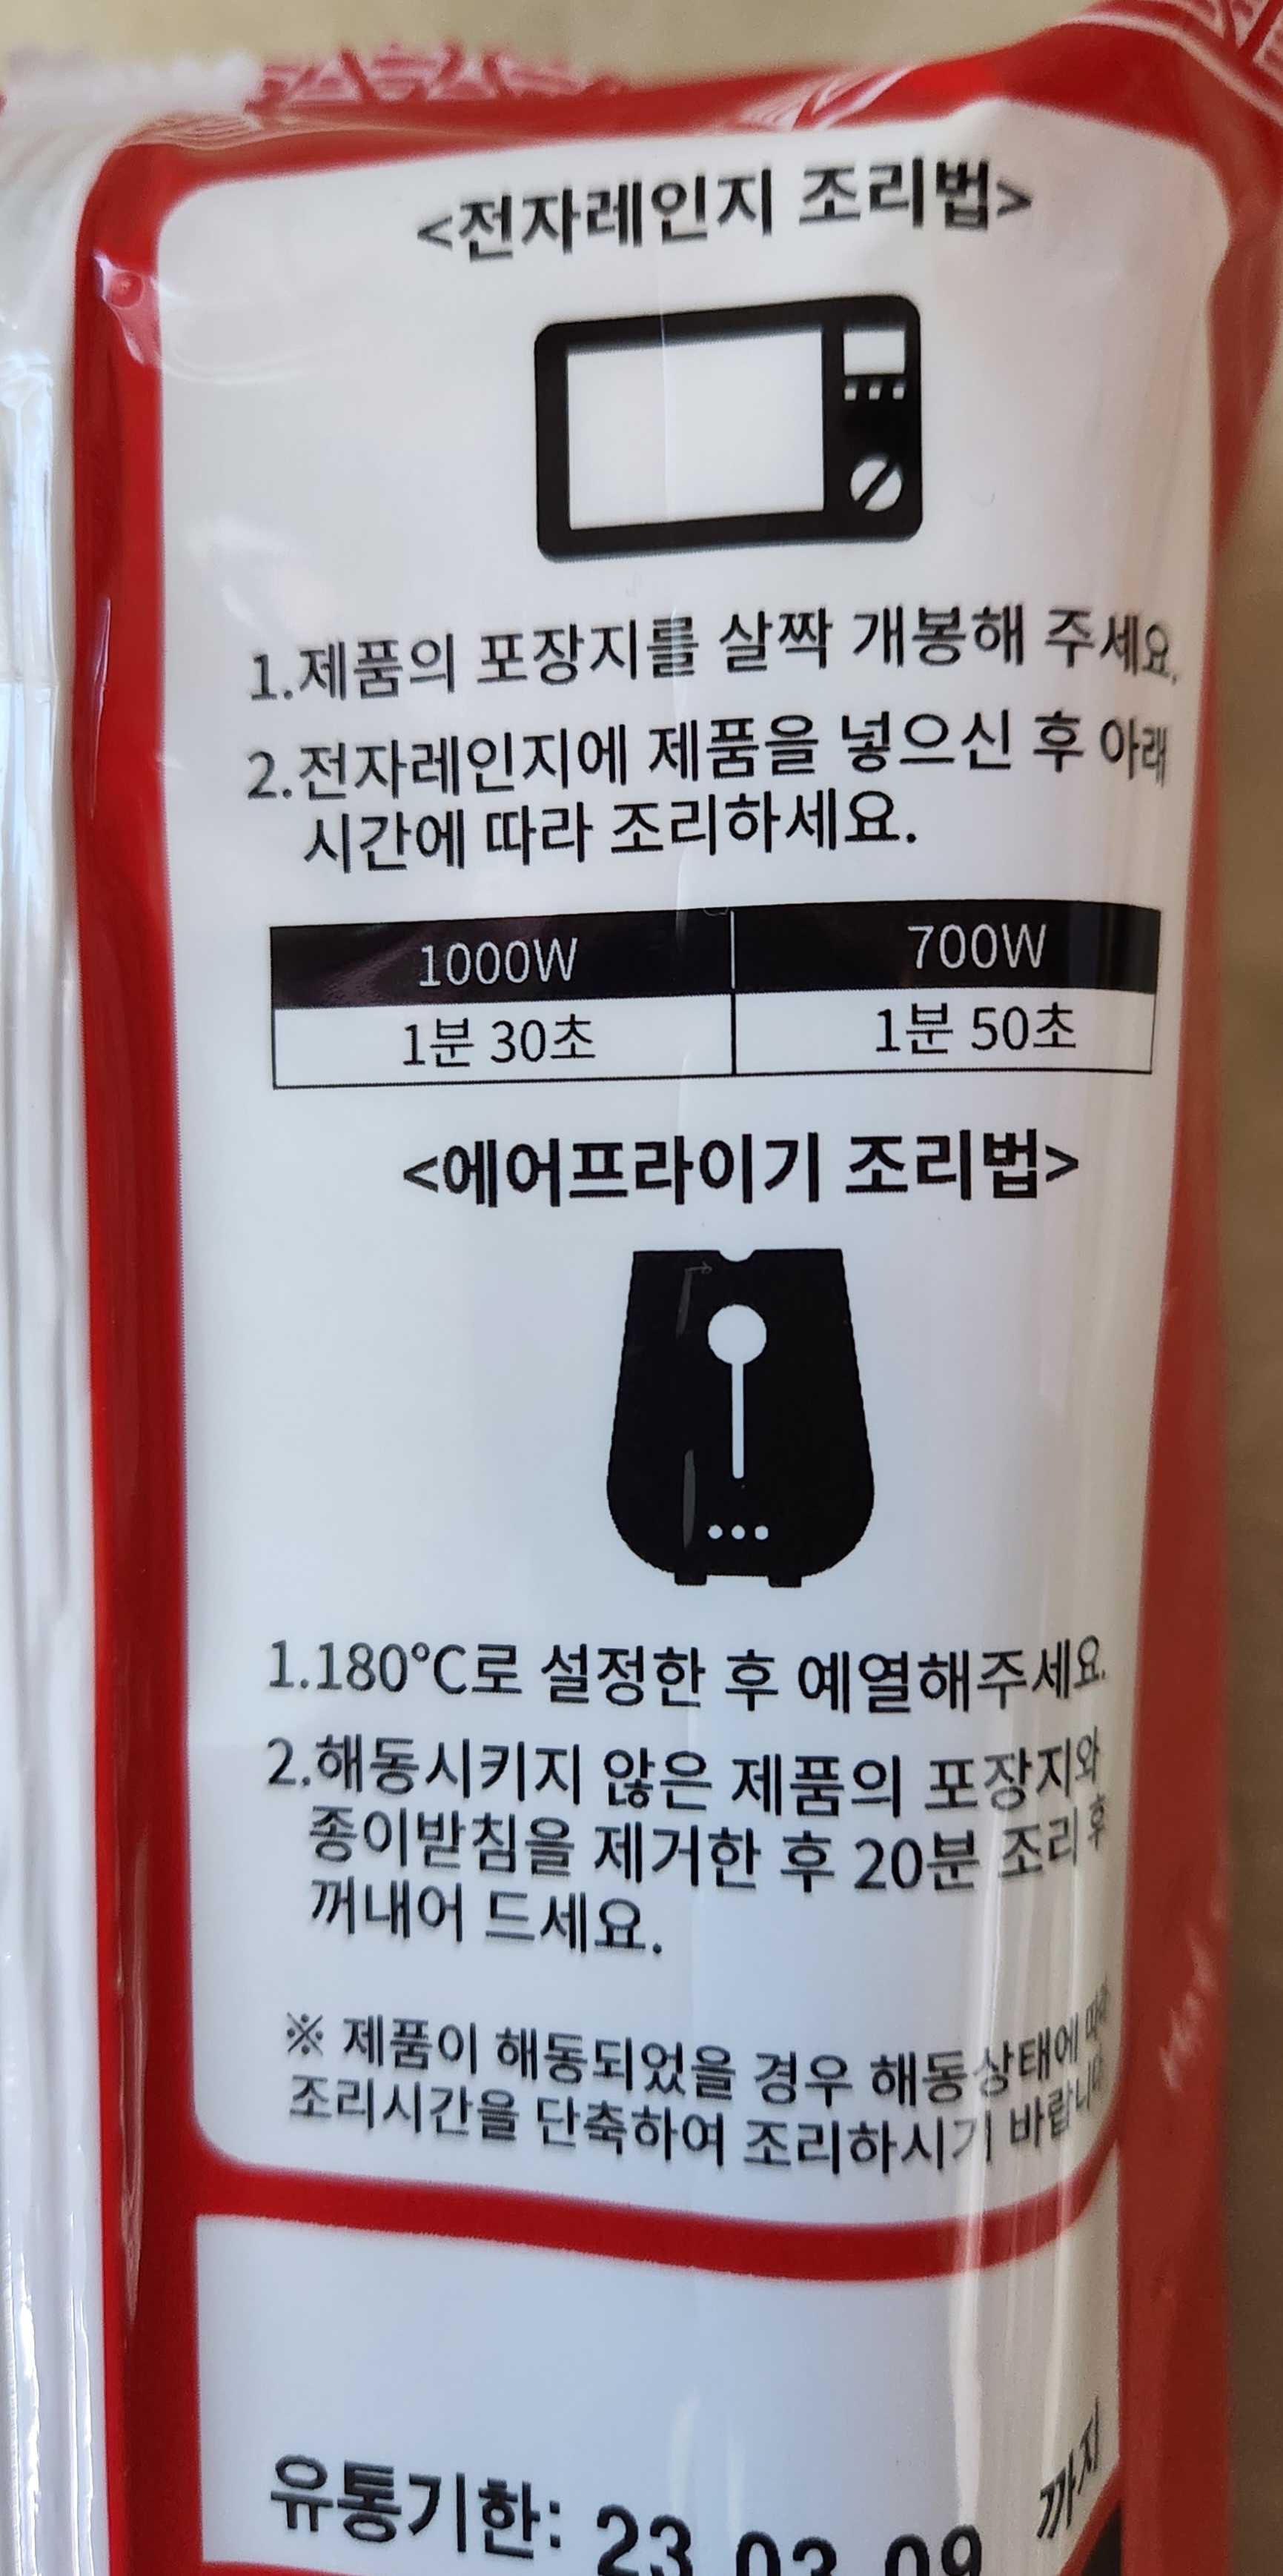 <전자레인지 조리법>
1.제품의 포장지를 살짝 개봉해 주세요.
2.전자레인지에 제품을 넣으신 후 아래
시간에 따라 조리하세요.
1000W 700W
1분 30초 1분 50초
<에어프라이기 조리법>
1.180°C로 설정한 후 예열해주세요.
2.해동시키지 않은 제품의 포장지와
종이받침을 제거한 후 20분 조리 후
꺼내어 드세요.
※ 제품이 해동되었을 경우 해동상태에 따라
조리시간을 단축하여 조리하시기 바랍니다
유통기한: 23.03.09 까지